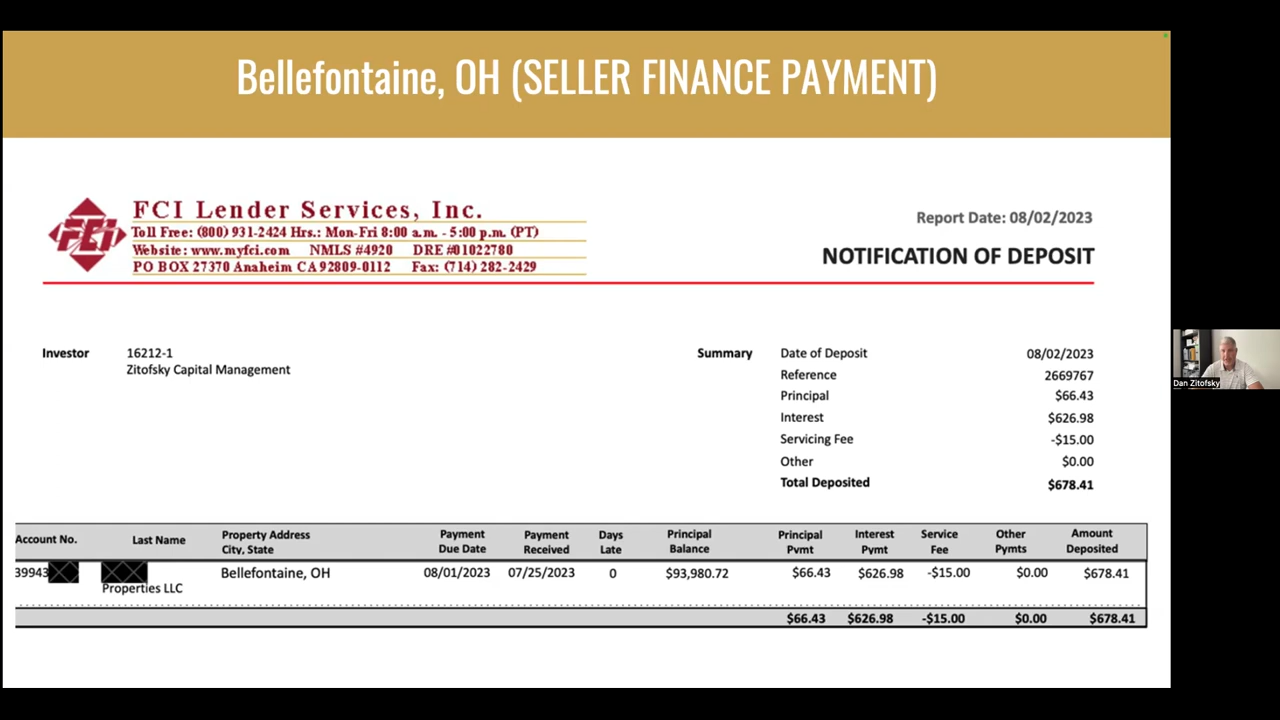 Bellefontaine, OH (SELLER FINANCE PAYMENT)
FCI Lender Services, Inc.
Toll Free: (800) 931-2424 Hrs.: Mon-Fri 8:00 a.m. - 5:00 p.m. (PT)
Website: www.myfci.com NMLS #4920 DRE #01022780
PO BOX 27370 Anaheim CA 92809-0112 Fax: (714) 282-2429
FCI
Report Date: 08/02/2023
NOTIFICATION OF DEPOSIT
Investor 16212-1
Zitofsky Capital Management
Summary Date of Deposit 08/02/2023
Reference 2669767
Principal $66.43
Interest $626.98
Servicing Fee -$15.00
Other $0.00
Total Deposited $678.41
Account No. Last Name Property Address City, State Payment Due Date Payment Received Days Late Principal Balance Principal Pvmt Interest Pymt Service Fee Other Pymts Amount Deposited
39943 Bellefontaine, OH 08/01/2023 07/25/2023 0 $93,980.72 $66.43 $626.98 -$15.00 $0.00 $678.41
Properties LLC
$66.43 $626.98 -$15.00 $0.00 $678.41
Dan Zitofsky